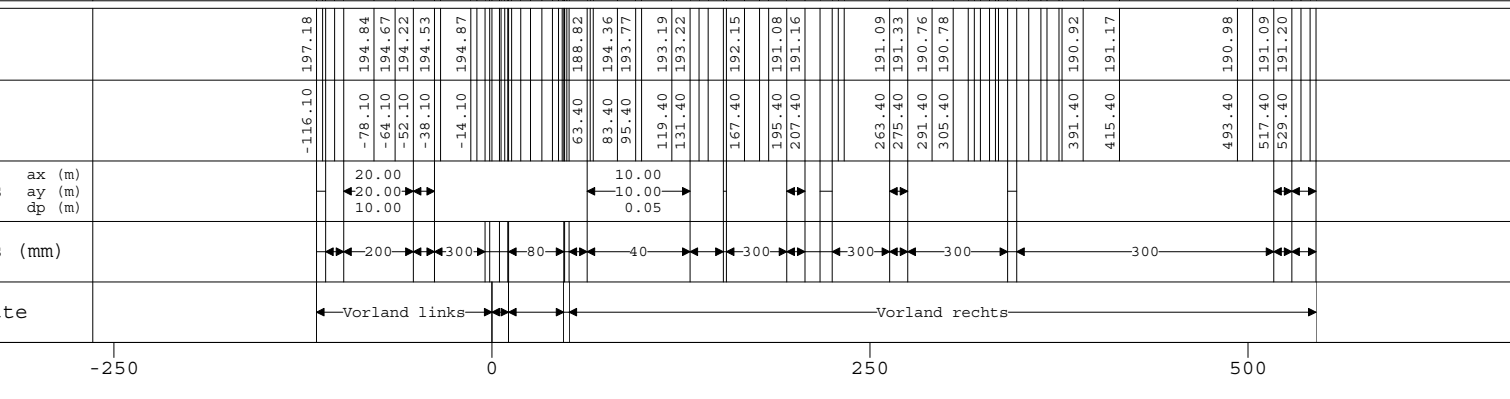 197.18 194.84 194.67 194.22 194.53 194.87 188.82 194.36 193.77 193.19 193.22 192.15 191.08 191.16 191.09 191.33 190.76 190.78 190.92 191.17 190.98 191.09 191.20
-116.10 -78.10 -64.10 -52.10 -38.10 -14.10 63.40 83.40 95.40 119.40 131.40 167.40 195.40 207.40 263.40 275.40 291.40 305.40 391.40 415.40 493.40 517.40 529.40
ax (m) 20.00 10.00
ay (m) 20.00 10.00
dp (m) 10.00 0.05
(mm) 200 300 80 40 300 300 300 300
te Vorland links Vorland rechts
-250 0 250 500